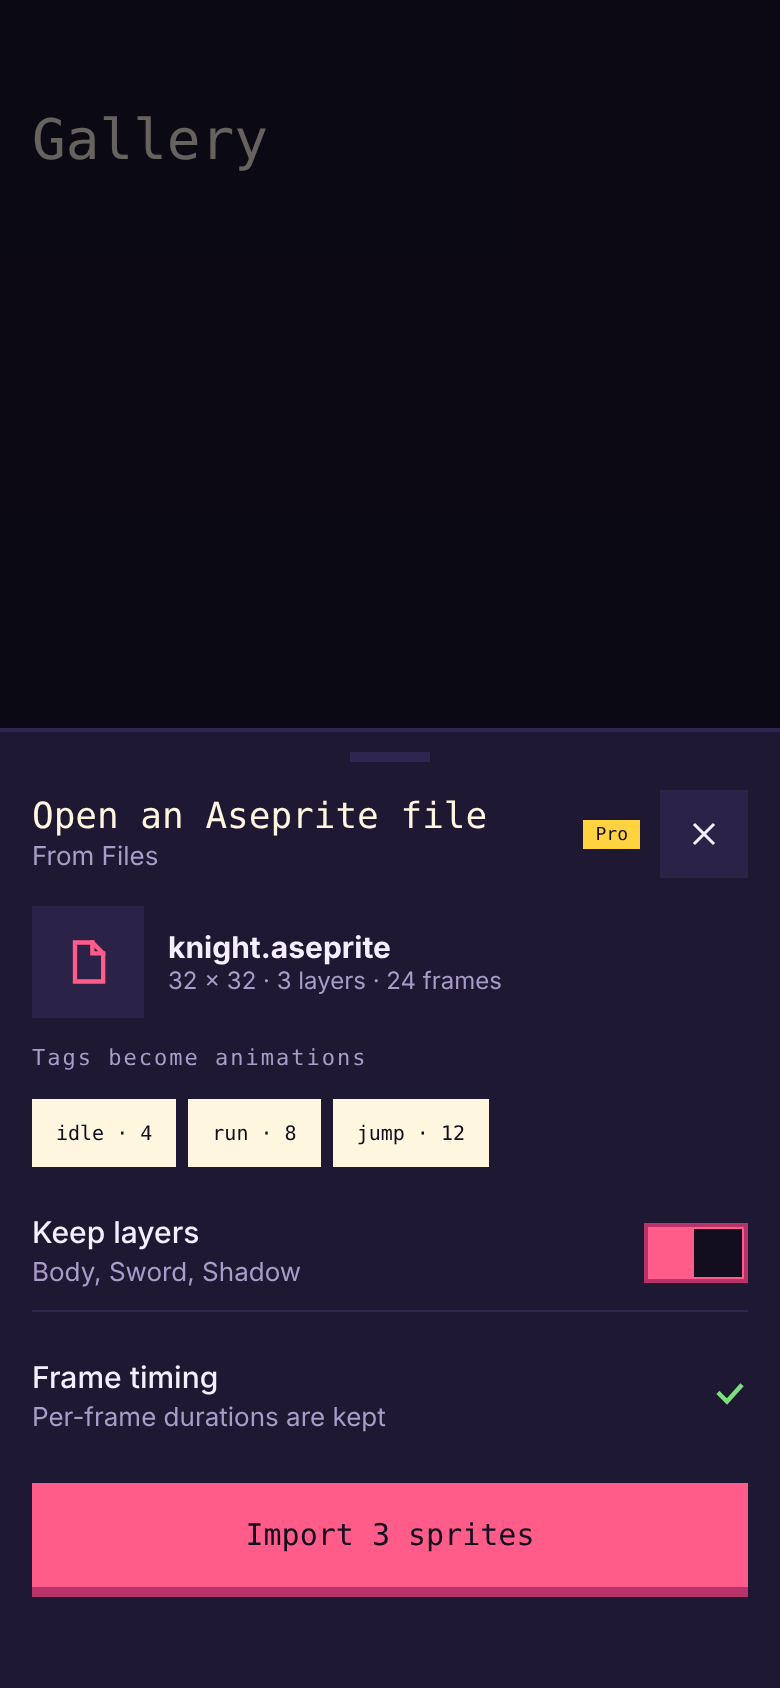 Gallery
Open an Aseprite file
From Files
Pro
knight.aseprite
32 × 32 · 3 layers · 24 frames
Tags become animations
idle · 4
run · 8
jump · 12
Keep layers
Body, Sword, Shadow
Frame timing
Per-frame durations are kept
Import 3 sprites